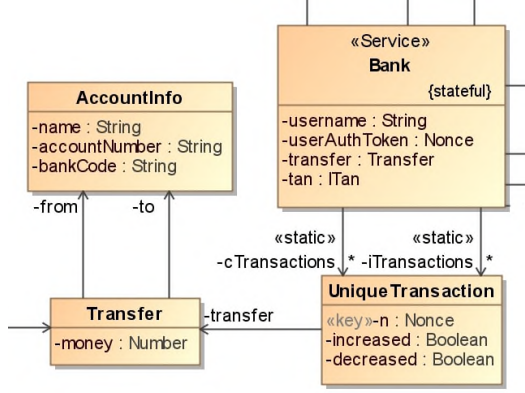 «Service»
Bank
{stateful}
-username : String
-userAuthToken : Nonce
-transfer : Transfer
-tan : ITan
AccountInfo
-name : String
-accountNumber : String
-bankCode : String
-from
-to
«static»
«static»
-cTransactions
*
-iTransactions
*
Transfer
-money : Number
-transfer
UniqueTransaction
«key»-n : Nonce
-increased : Boolean
-decreased : Boolean